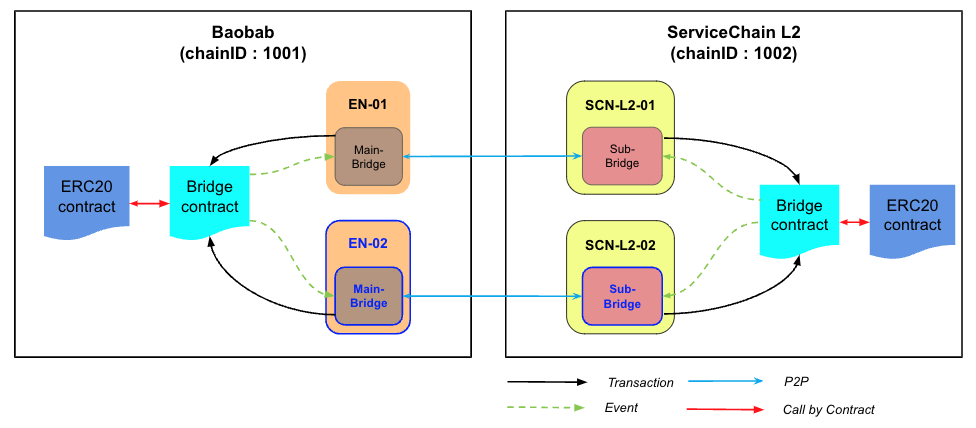 Baobab
(chainID : 1001)
ServiceChain L2
(chainID : 1002)
EN-01
Main-
Bridge
SCN-L2-01
Sub-
Bridge
ERC20
contract
Bridge
contract
Bridge
contract
ERC20
contract
EN-02
Main-
Bridge
SCN-L2-02
Sub-
Bridge
Transaction
P2P
Event
Call by Contract